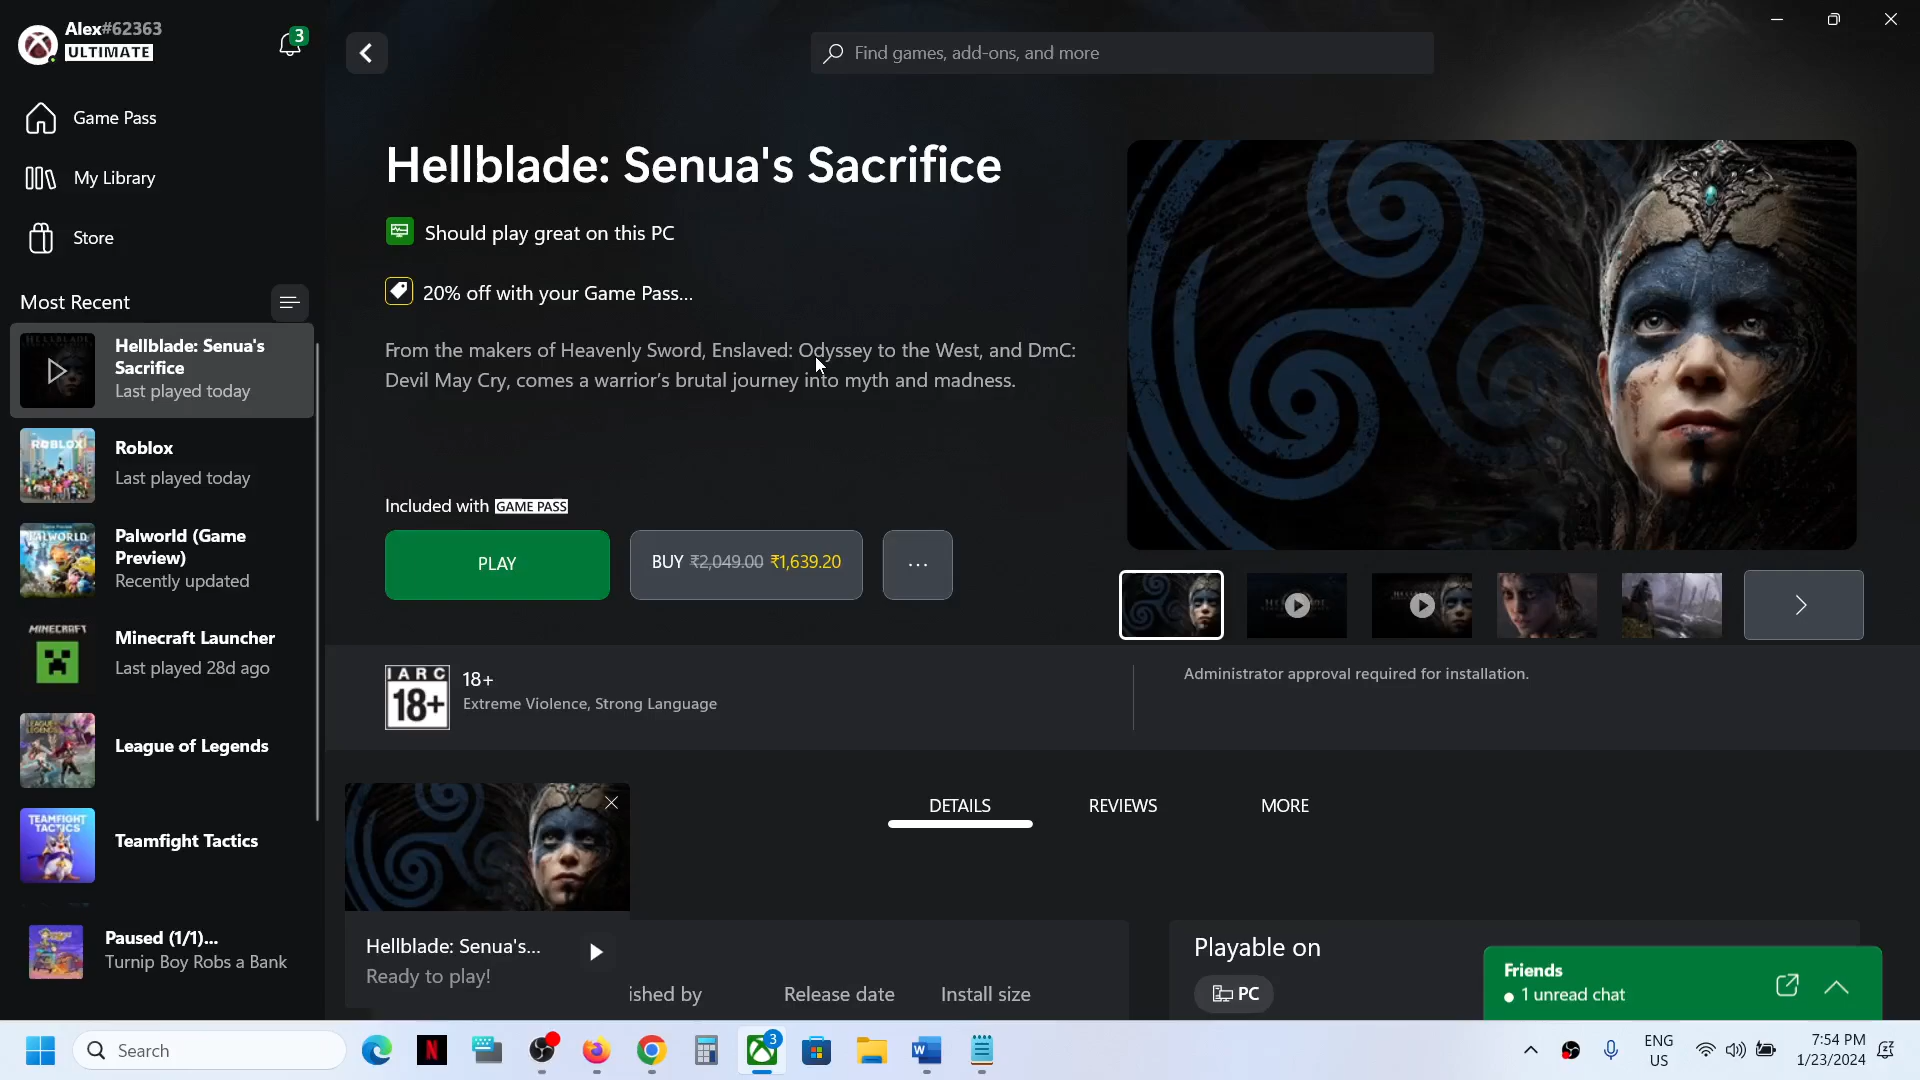 Alex#62363
ULTIMATE
3
Find games, add-ons, and more
Game Pass
My Library
Store
Most Recent
Hellblade: Senua's
Sacrifice
Last played today
ROBLOX
Roblox
Last played today
PALWORLD
Palworld (Game
Preview)
Recently updated
MINECRAFT
Minecraft Launcher
Last played 28d ago
League of Legends
TEAMFIGHT
TACTICS
Teamfight Tactics
Paused (1/1)...
Turnip Boy Robs a Bank
Hellblade: Senua's Sacrifice
Should play great on this PC
20% off with your Game Pass...
From the makers of Heavenly Sword, Enslaved: Odyssey to the West, and DmC:
Devil May Cry, comes a warrior's brutal journey into myth and madness.
Included with GAME PASS
PLAY
BUY ₹2,049.00 ₹1,639.20
...
IARC
18+
18+
Extreme Violence, Strong Language
Administrator approval required for installation.
DETAILS
REVIEWS
MORE
Hellblade: Senua's...
Ready to play!
ished by
Release date
Install size
Playable on
PC
Friends
1 unread chat
Search
3
ENG
US
7:54 PM
1/23/2024